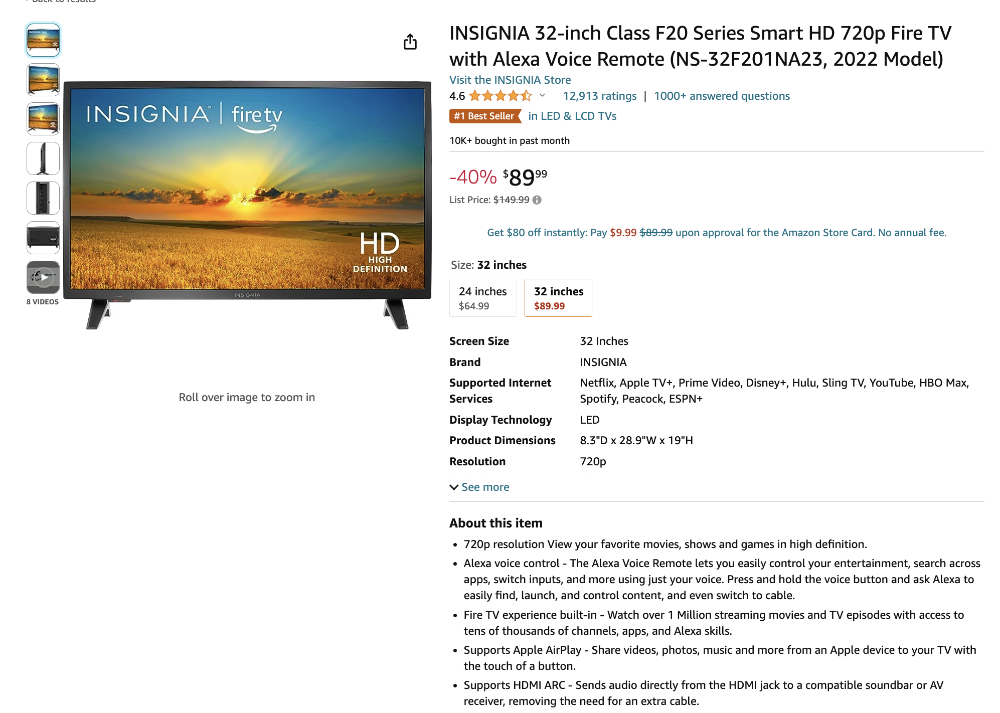 Back to results
INSIGNIA 32-inch Class F20 Series Smart HD 720p Fire TV
with Alexa Voice Remote (NS-32F201NA23, 2022 Model)
Visit the INSIGNIA Store
4.6 12,913 ratings | 1000+ answered questions
#1 Best Seller in LED & LCD TVs
10K+ bought in past month
-40% $89.99
List Price: $149.99
Get $80 off instantly: Pay $9.99 $89.99 upon approval for the Amazon Store Card. No annual fee.
Size: 32 inches
24 inches
$64.99
32 inches
$89.99
Screen Size 32 Inches
Brand INSIGNIA
Supported Internet Services Netflix, Apple TV+, Prime Video, Disney+, Hulu, Sling TV, YouTube, HBO Max,
Spotify, Peacock, ESPN+
Display Technology LED
Product Dimensions 8.3"D x 28.9"W x 19"H
Resolution 720p
See more
About this item
• 720p resolution View your favorite movies, shows and games in high definition.
• Alexa voice control - The Alexa Voice Remote lets you easily control your entertainment, search across
apps, switch inputs, and more using just your voice. Press and hold the voice button and ask Alexa to
easily find, launch, and control content, and even switch to cable.
• Fire TV experience built-in - Watch over 1 Million streaming movies and TV episodes with access to
tens of thousands of channels, apps, and Alexa skills.
• Supports Apple AirPlay - Share videos, photos, music and more from an Apple device to your TV with
the touch of a button.
• Supports HDMI ARC - Sends audio directly from the HDMI jack to a compatible soundbar or AV
receiver, removing the need for an extra cable.
INSIGNIA™ | fire tv
HD
HIGH
DEFINITION
INSIGNIA
8 VIDEOS
Roll over image to zoom in